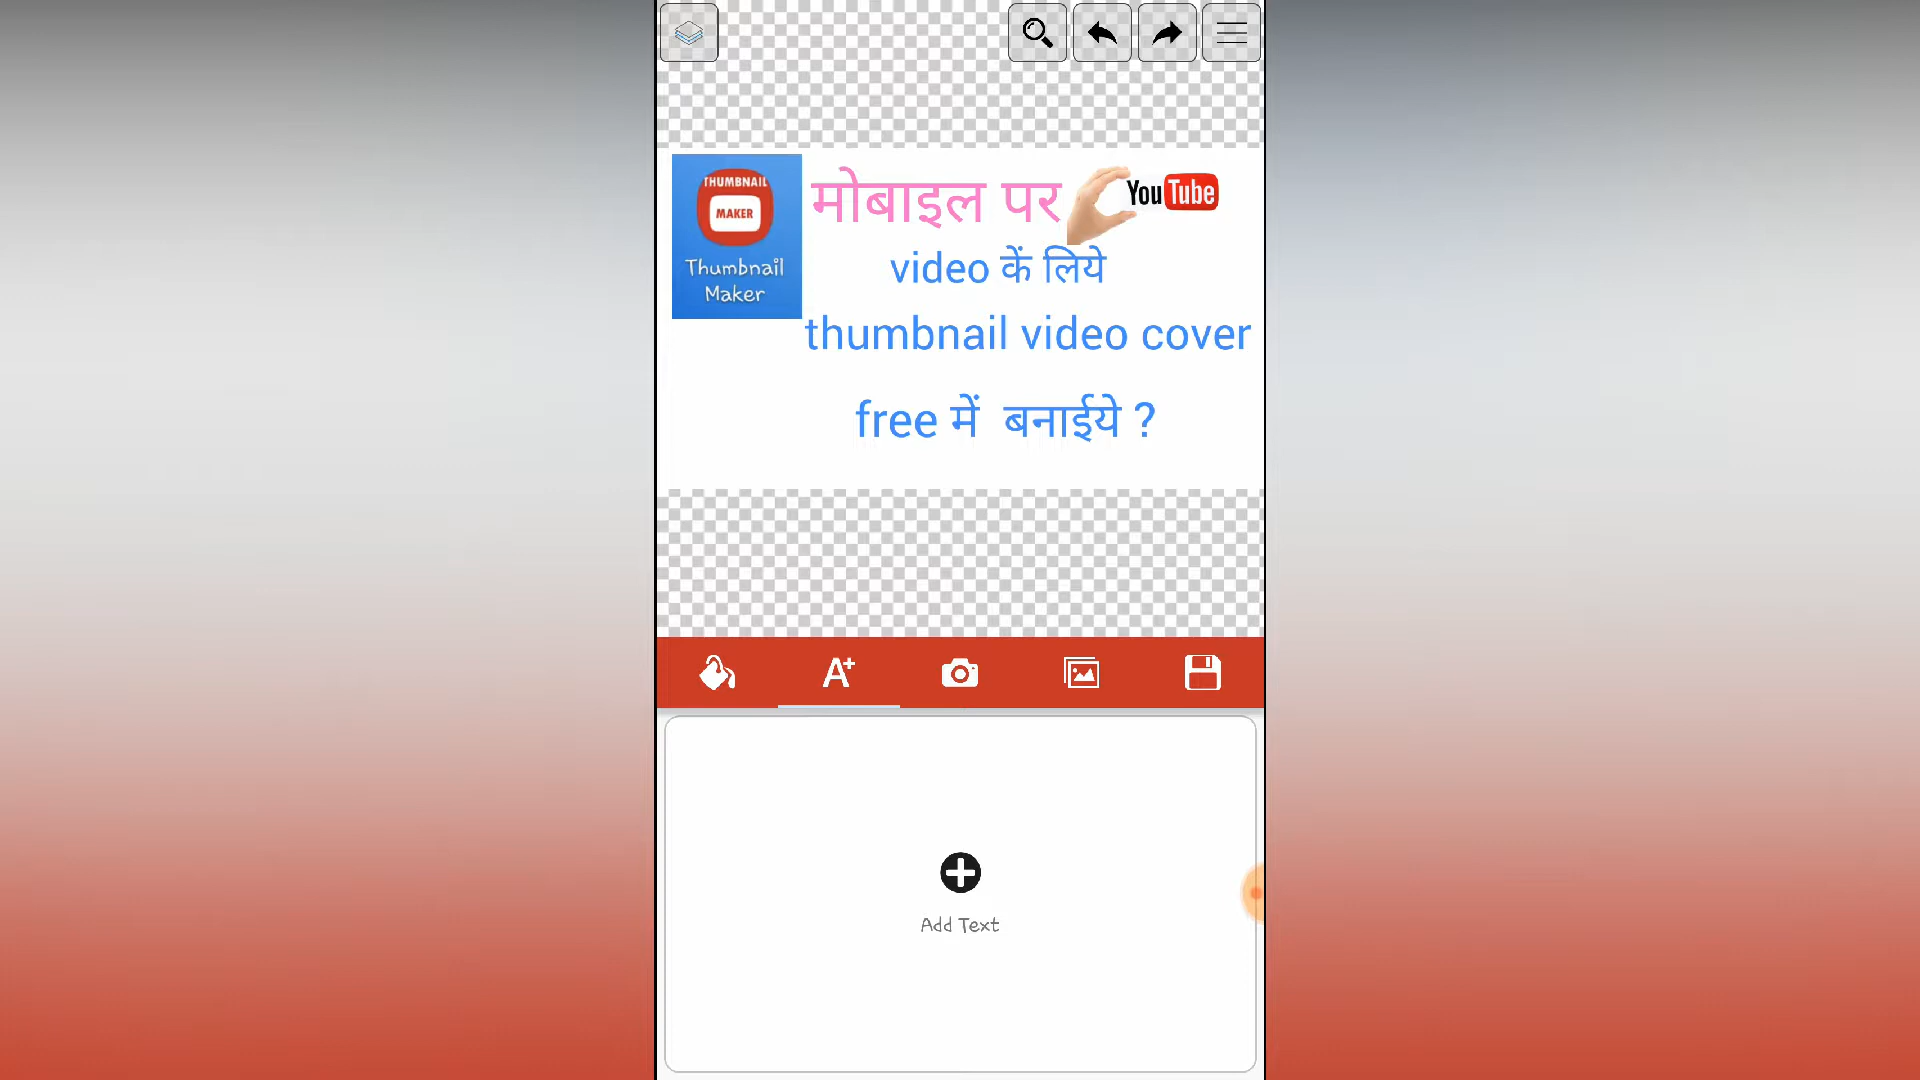 THUMBNAIL
MAKER
Thumbnail
Maker
मोबाइल पर YouTube
video कें लिये
thumbnail video cover
free में बनाईये ?
A+
Add Text